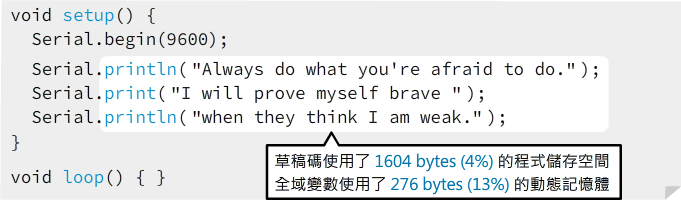 void setup() {
  Serial.begin(9600);
  Serial.println("Always do what you're afraid to do.");
  Serial.print("I will prove myself brave ");
  Serial.println("when they think I am weak.");
}
void loop() { }
草稿碼使用了 1604 bytes (4%) 的程式儲存空間
全域變數使用了 276 bytes (13%) 的動態記憶體